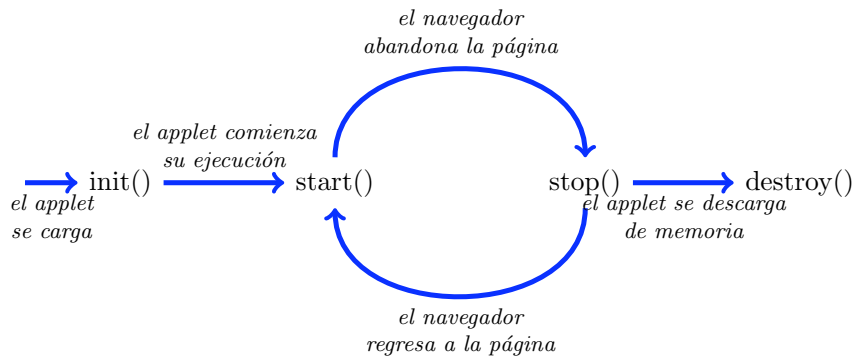 el navegador
abandona la página
el applet comienza
su ejecución
init()
start()
stop()
destroy()
el applet
se carga
el applet se descarga
de memoria
el navegador
regresa a la página